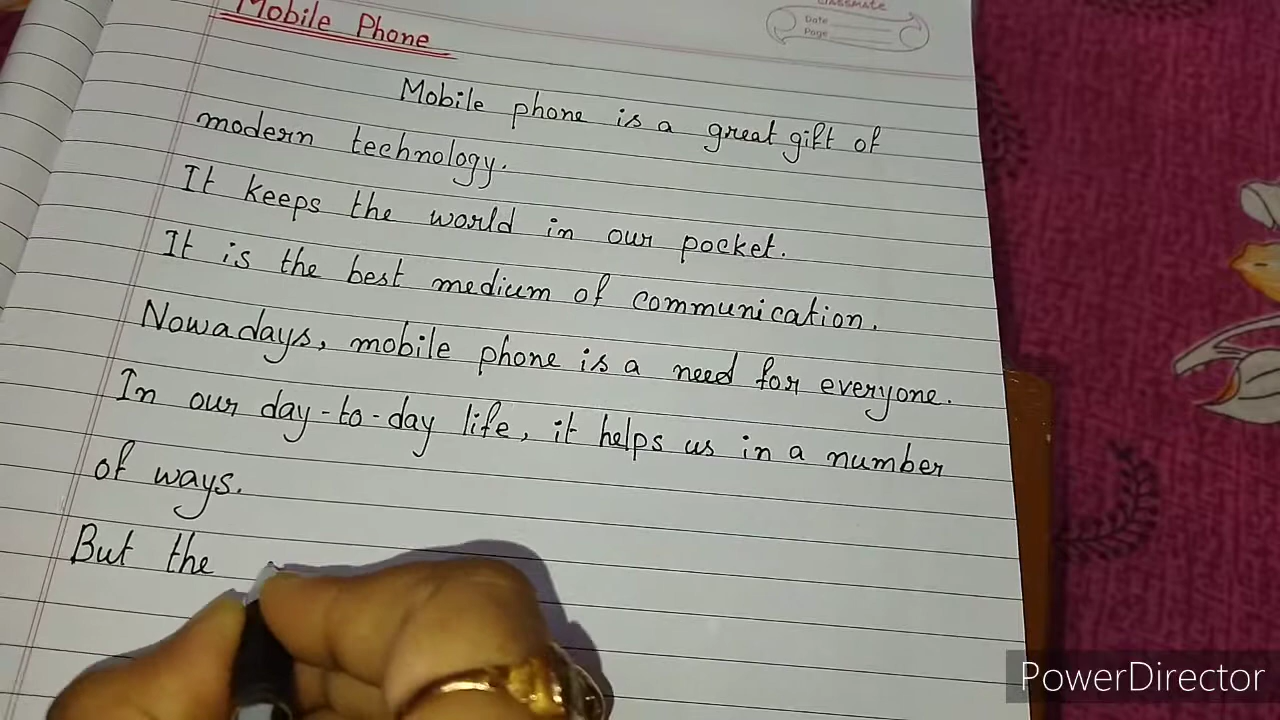 CLASSMATE
Date
Page
Mobile Phone
Mobile phone is a great gift of
modern technology.
It keeps the world in our pocket.
It is the best medium of communication.
Nowadays, mobile phone is a need for everyone.
In our day-to-day life, it helps us in a number
of ways.
But the
PowerDirector